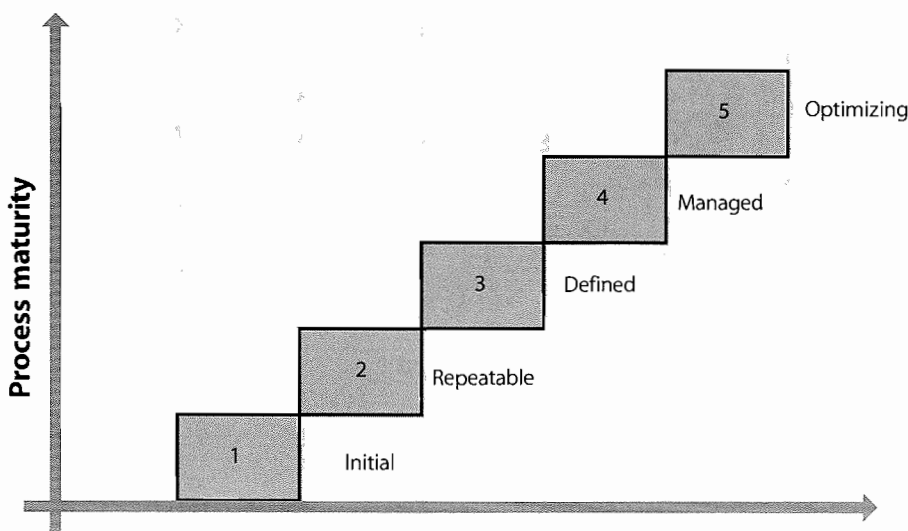 5 Optimizing
4 Managed
3 Defined
2 Repeatable
1 Initial
Process maturity